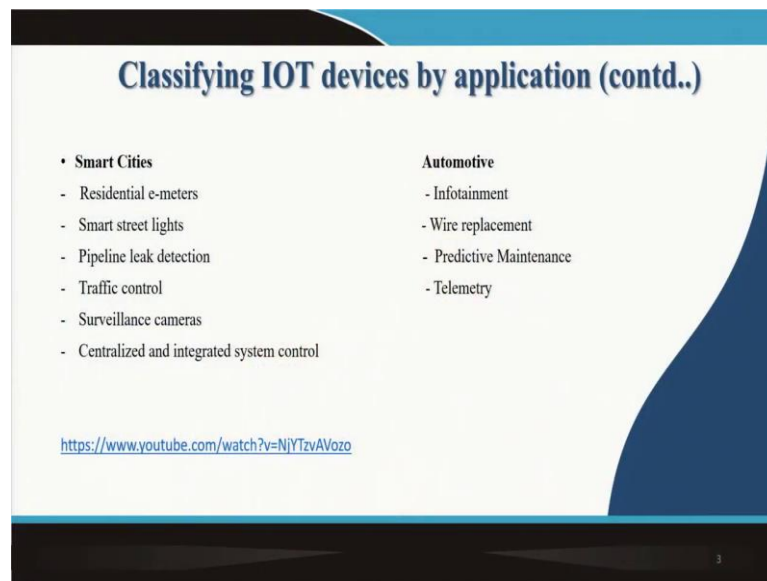 Classifying IOT devices by application (contd..)
• Smart Cities
- Residential e-meters
- Smart street lights
- Pipeline leak detection
- Traffic control
- Surveillance cameras
- Centralized and integrated system control
Automotive
- Infotainment
- Wire replacement
- Predictive Maintenance
- Telemetry
https://www.youtube.com/watch?v=NjYTzvAVozo
3